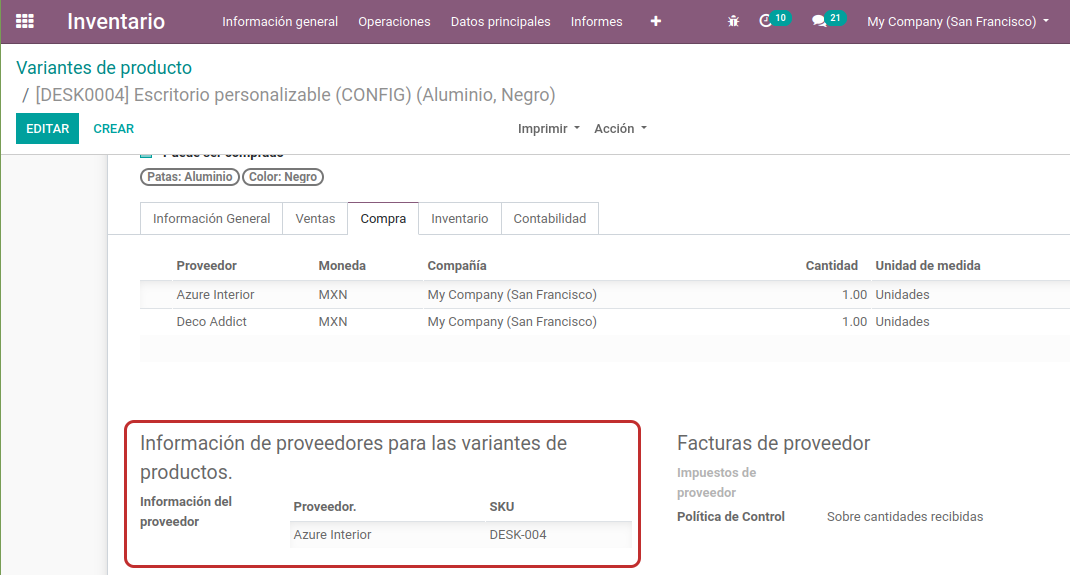 Inventario Información general Operaciones Datos principales Informes + 10 21 My Company (San Francisco)
Variantes de producto
/ [DESK0004] Escritorio personalizable (CONFIG) (Aluminio, Negro)
EDITAR CREAR Imprimir Acción
Puede ser comprado
Patas: Aluminio Color: Negro
Información General Ventas Compra Inventario Contabilidad
Proveedor Moneda Compañía Cantidad Unidad de medida
Azure Interior MXN My Company (San Francisco) 1.00 Unidades
Deco Addict MXN My Company (San Francisco) 1.00 Unidades
Información de proveedores para las variantes de
productos.
Información del
proveedor
Proveedor. SKU
Azure Interior DESK-004
Facturas de proveedor
Impuestos de
proveedor
Política de Control Sobre cantidades recibidas